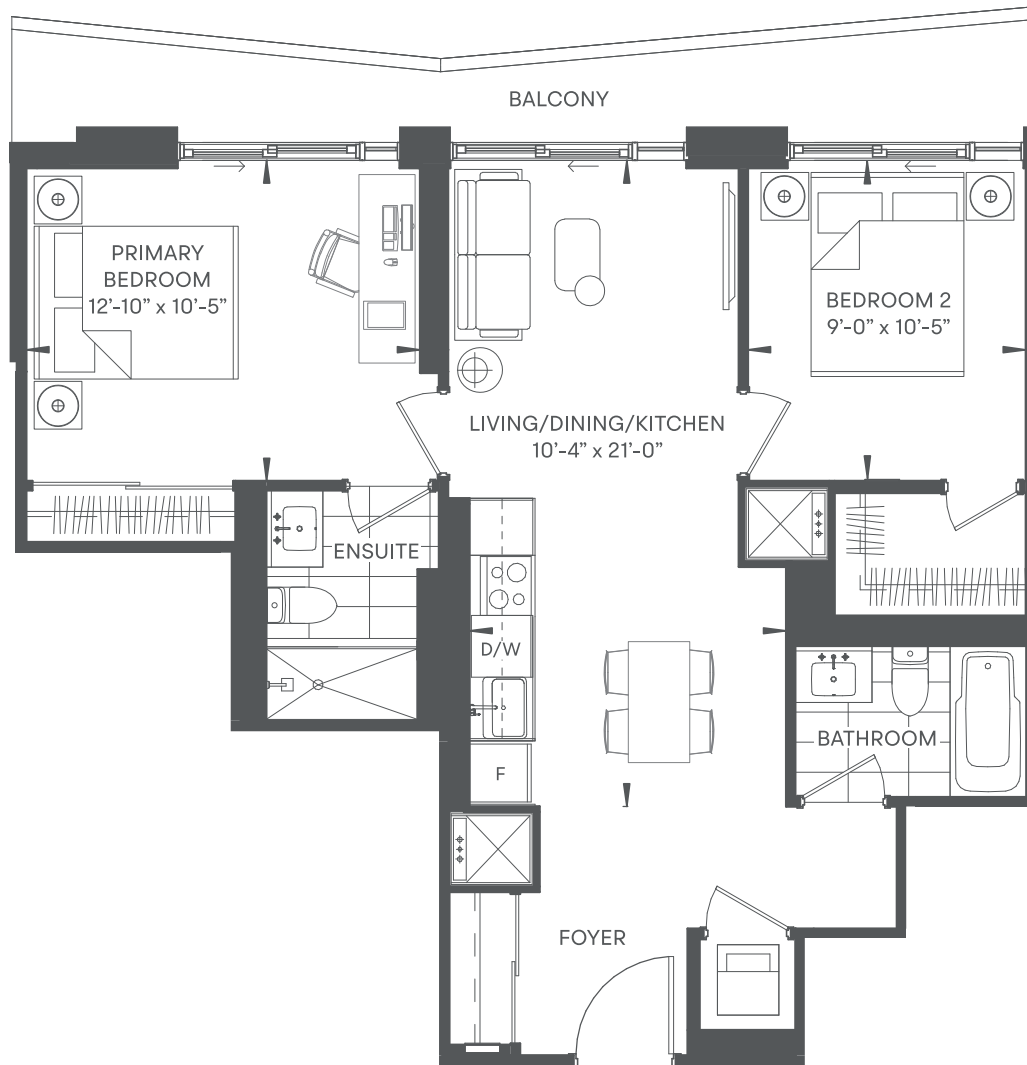 BALCONY
PRIMARY
BEDROOM
12’-10” x 10’-5”
BEDROOM 2
9’-0” x 10’-5”
LIVING/DINING/KITCHEN
10’-4” x 21’-0”
ENSUITE
D/W
BATHROOM
F
FOYER